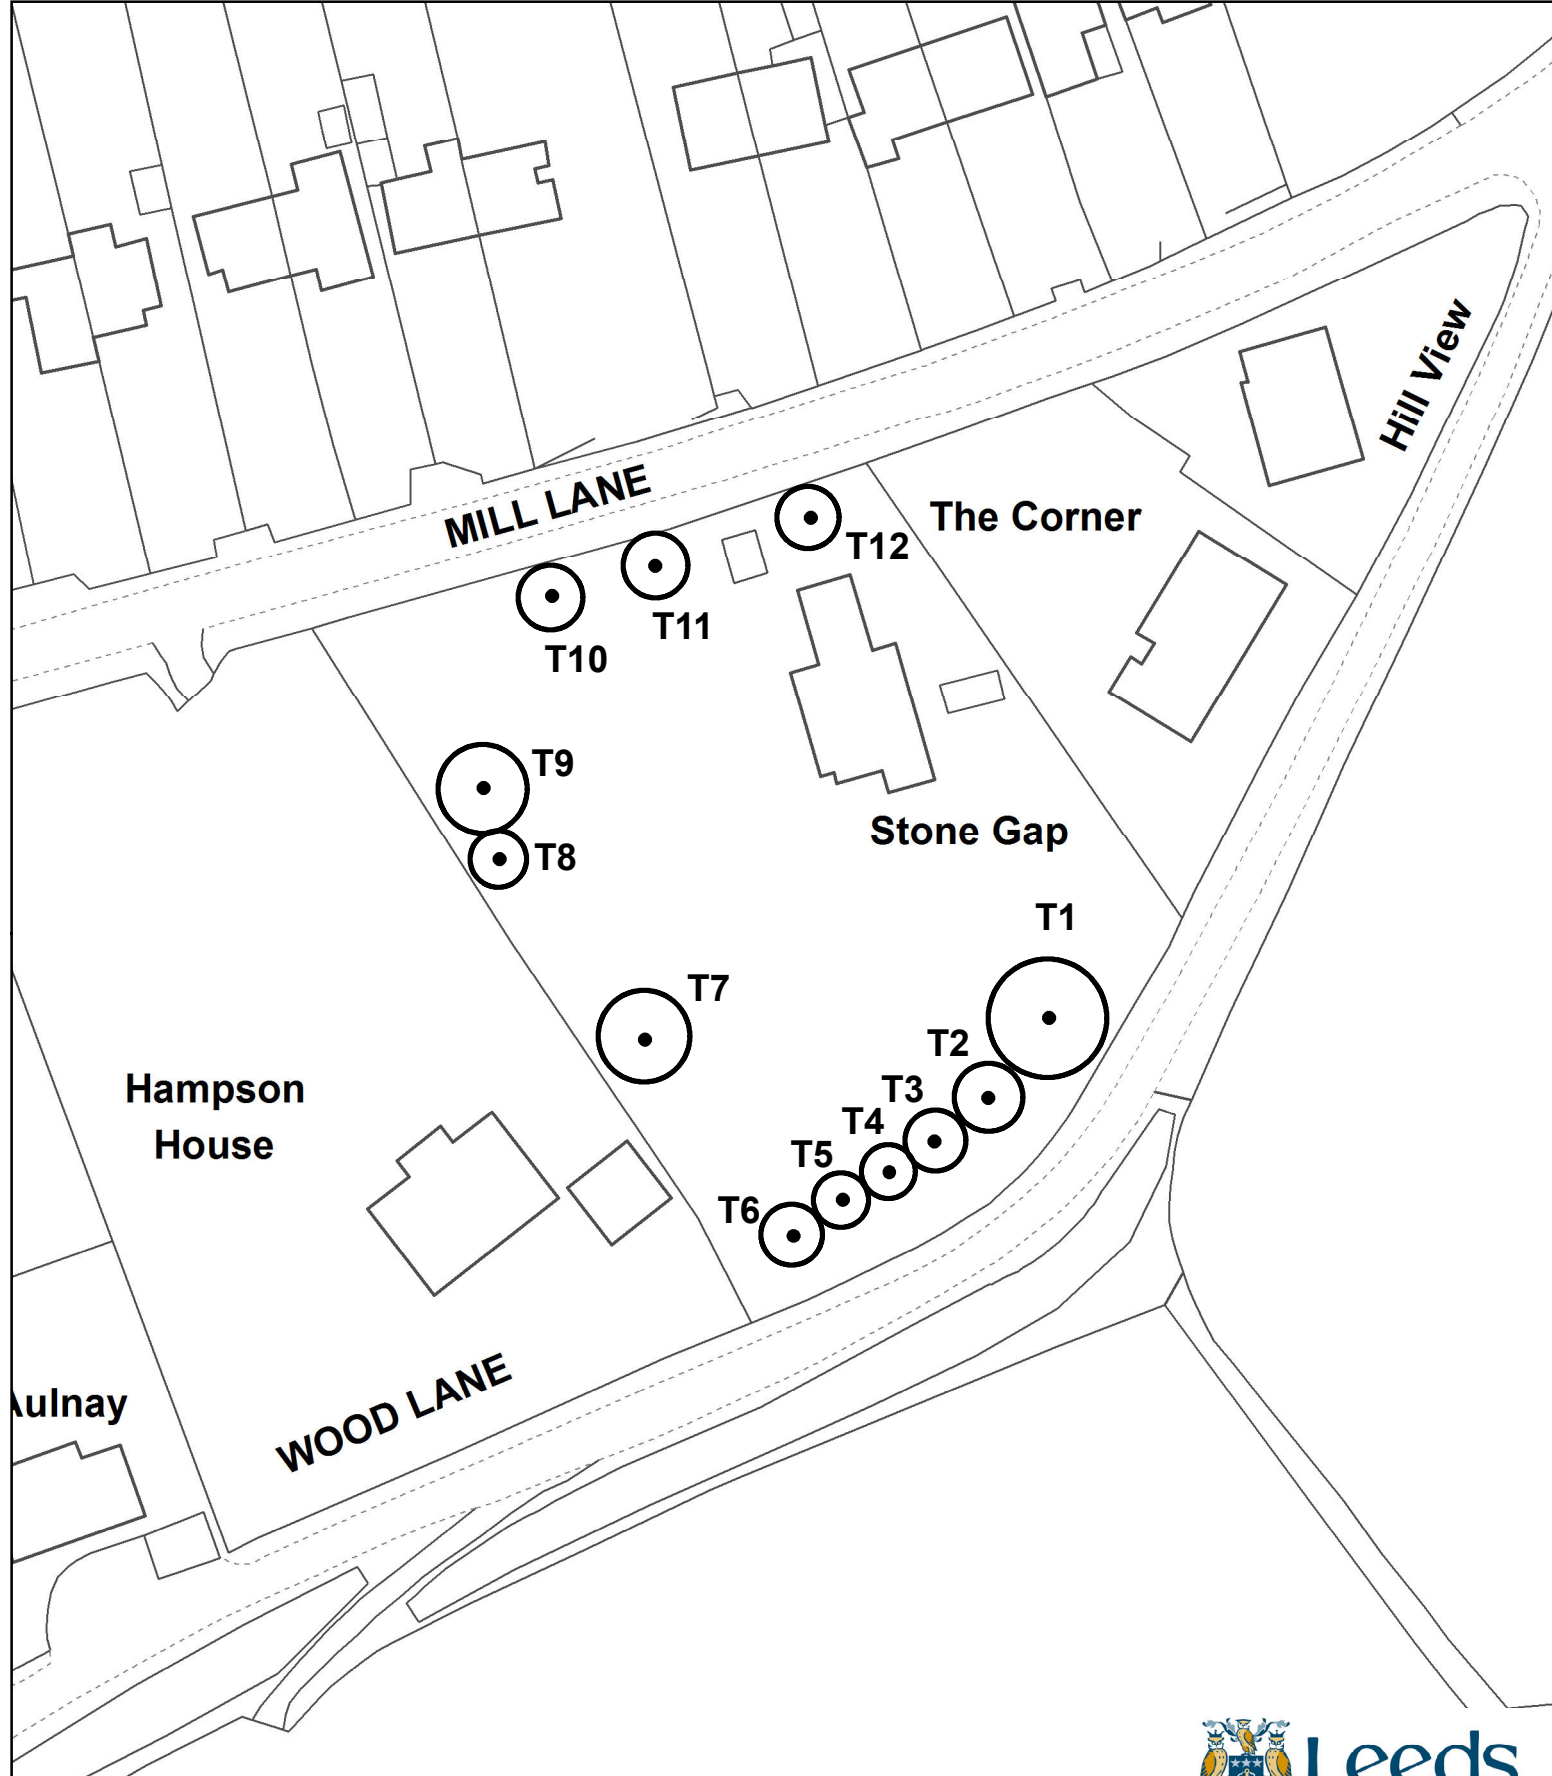 Hill View
MILL LANE
The Corner
T12
T11
T10
T9
Stone Gap
T8
T1
T7
T2
Hampson
House
T3
T4
T5
T6
WOOD LANE
Aulnay
Leeds